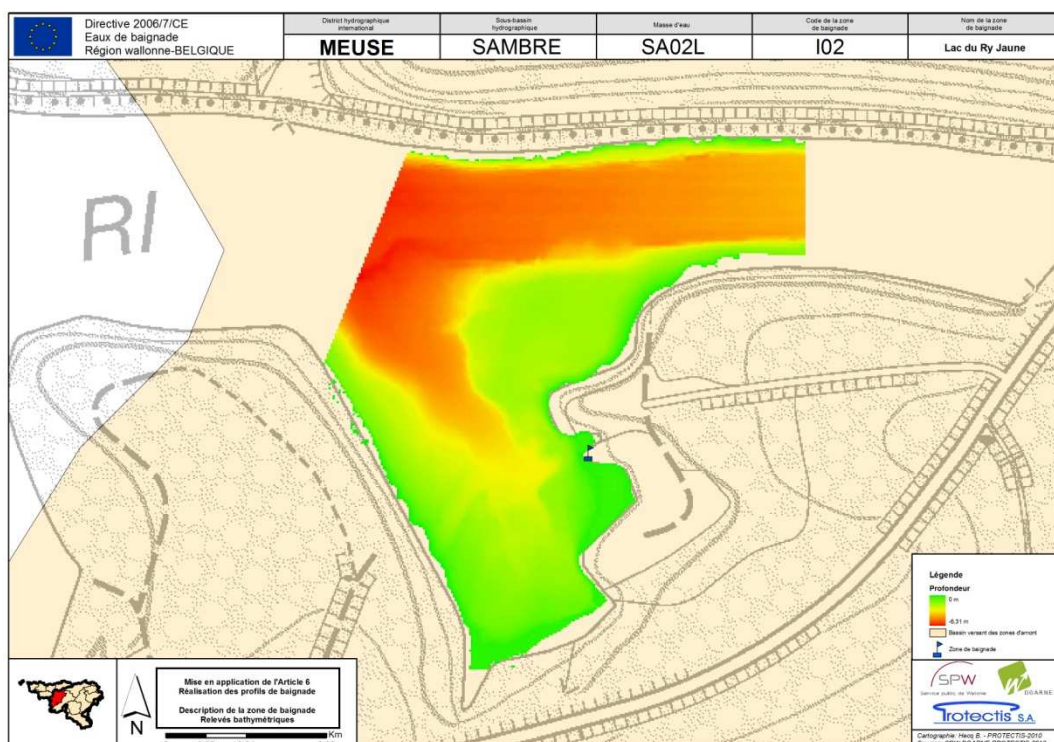 Directive 2006/7/CE
Eaux de baignade
Région wallonne-BELGIQUE
District hydrographique
international
MEUSE
Sous-bassin
hydrographique
SAMBRE
Masse d'eau
SA02L
Code de la zone
de baignade
I02
Nom de la zone
de baignade
Lac du Ry Jaune
RI
Légende
Profondeur
0 m
-6,31 m
Bassin versant des zones d'amont
Zone de baignade
SPW
Service public de Wallonie
DGARNE
Protectis S.A.
Cartographie: Hecq B. - PROTECTIS-2010
Mise en application de l'Article 6
Réalisation des profils de baignade
Description de la zone de baignade
Relevés bathymétriques
N
Km